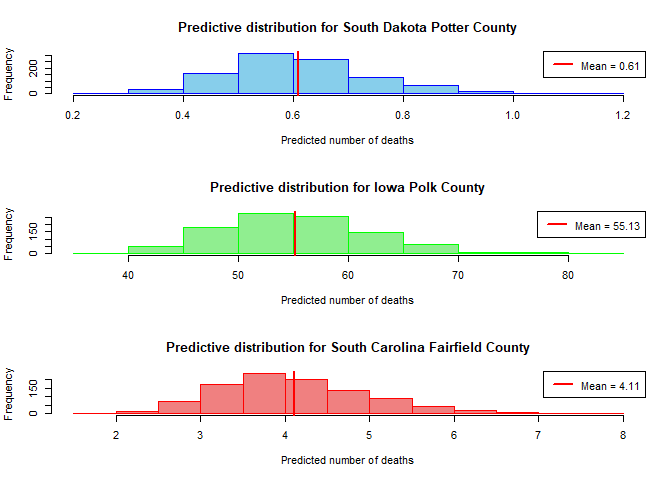 Predictive distribution for South Dakota Potter County
Frequency
200
0
Mean = 0.61
0.2 0.4 0.6 0.8 1.0 1.2
Predicted number of deaths
Predictive distribution for Iowa Polk County
Frequency
150
0
Mean = 55.13
40 50 60 70 80
Predicted number of deaths
Predictive distribution for South Carolina Fairfield County
Frequency
150
0
Mean = 4.11
2 3 4 5 6 7 8
Predicted number of deaths